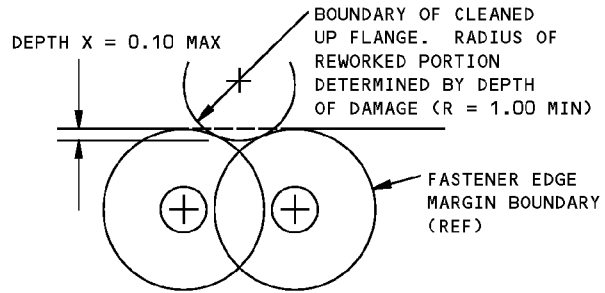 DEPTH X = 0.10 MAX
BOUNDARY OF CLEANED
UP FLANGE. RADIUS OF
REWORKED PORTION
DETERMINED BY DEPTH
OF DAMAGE (R = 1.00 MIN)
FASTENER EDGE
MARGIN BOUNDARY
(REF)